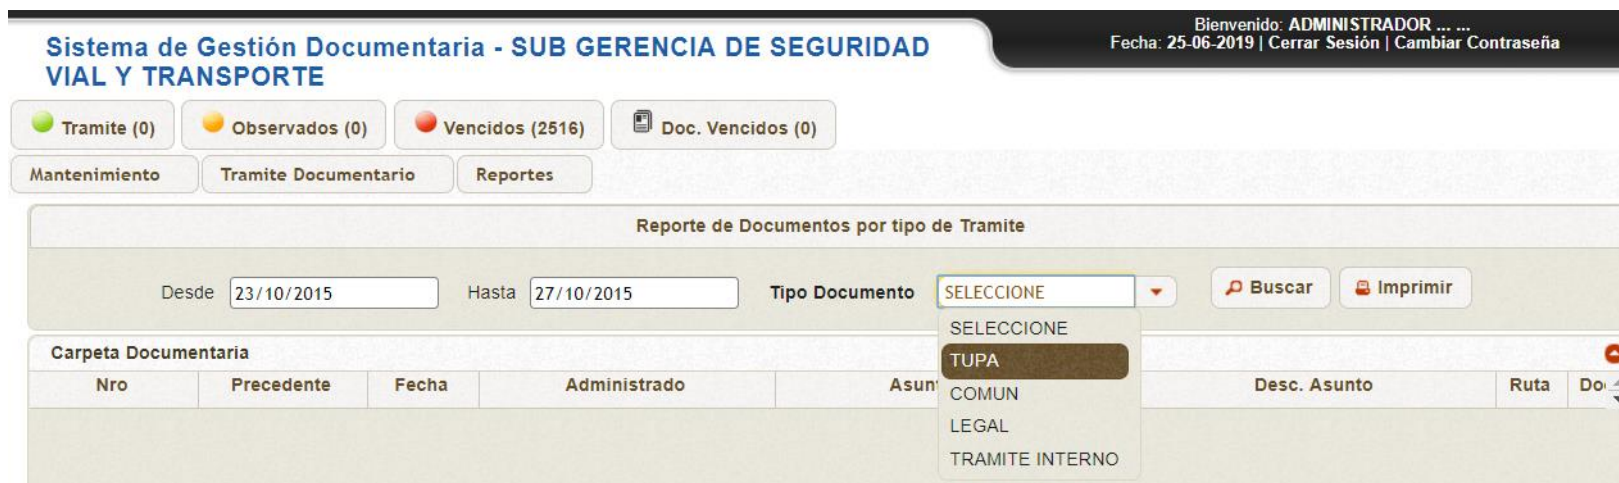 Bienvenido: ADMINISTRADOR ... ...
Fecha: 25-06-2019 | Cerrar Sesión | Cambiar Contraseña
Sistema de Gestión Documentaria - SUB GERENCIA DE SEGURIDAD
VIAL Y TRANSPORTE
Tramite (0) Observados (0) Vencidos (2516) Doc. Vencidos (0)
Mantenimiento Tramite Documentario Reportes
Reporte de Documentos por tipo de Tramite
Desde 23/10/2015 Hasta 27/10/2015 Tipo Documento SELECCIONE Buscar Imprimir
SELECCIONE
TUPA
COMUN
LEGAL
TRAMITE INTERNO
Carpeta Documentaria
Nro Precedente Fecha Administrado Asun Desc. Asunto Ruta Do